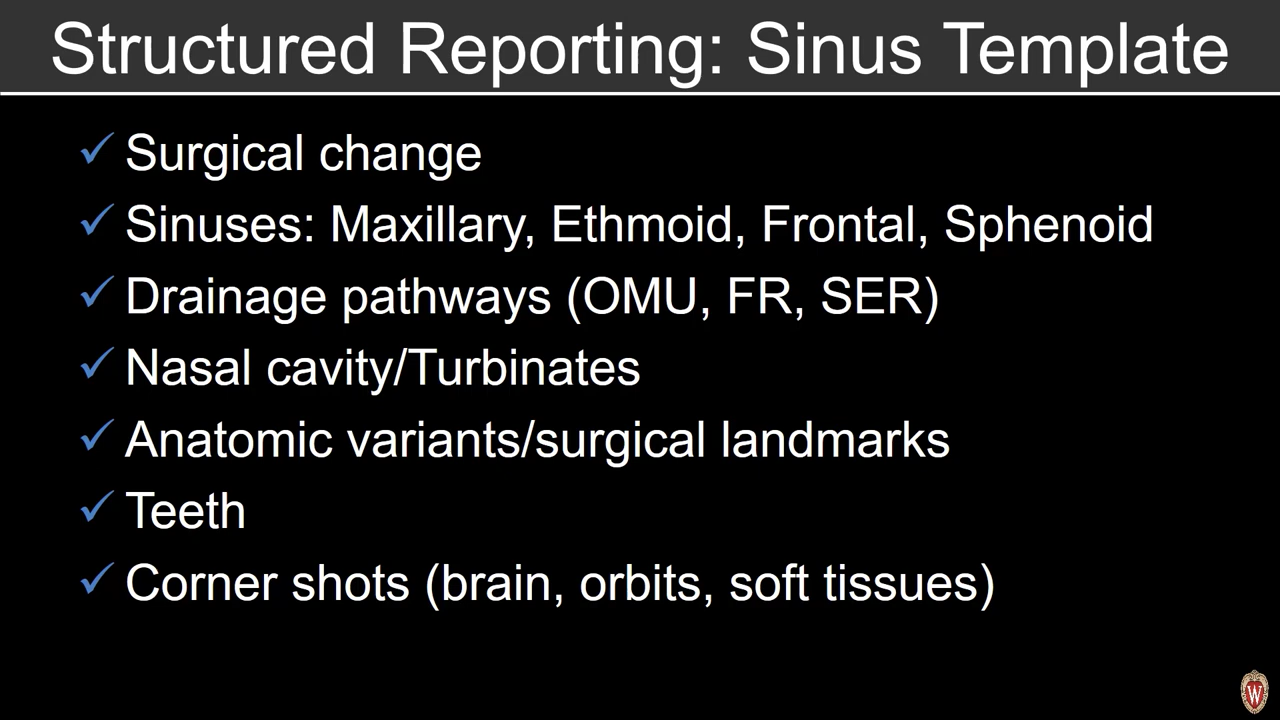 Structured Reporting: Sinus Template
✓ Surgical change
✓ Sinuses: Maxillary, Ethmoid, Frontal, Sphenoid
✓ Drainage pathways (OMU, FR, SER)
✓ Nasal cavity/Turbinates
✓ Anatomic variants/surgical landmarks
✓ Teeth
✓ Corner shots (brain, orbits, soft tissues)
W